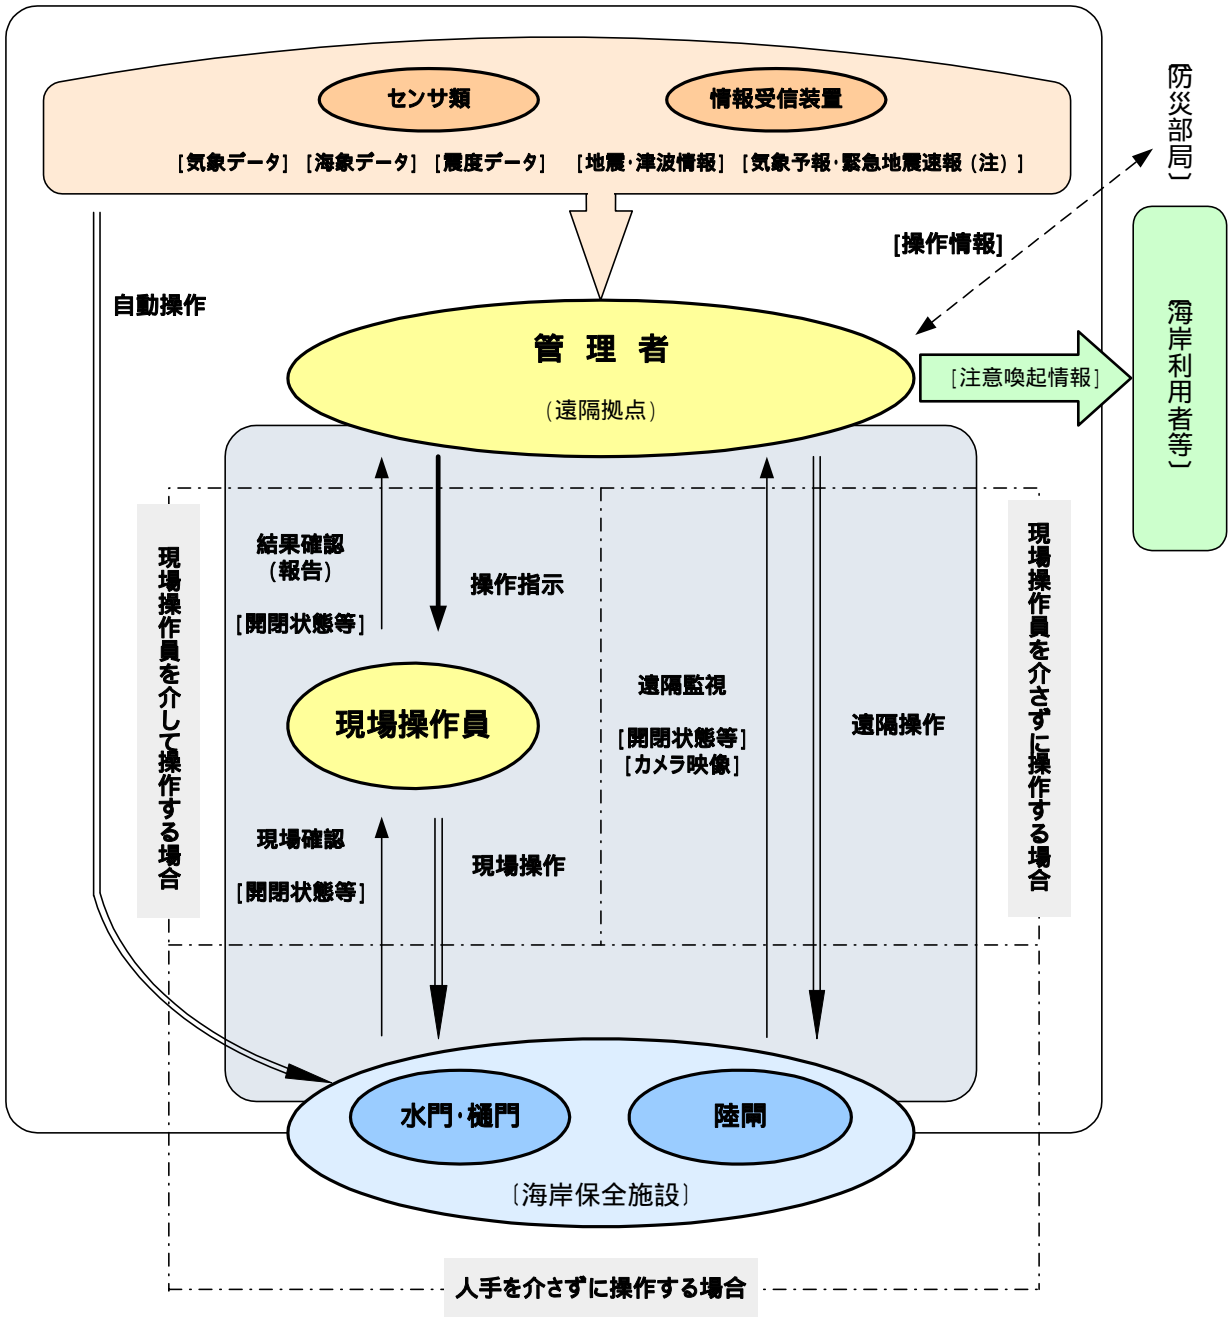 センサ類
情報受信装置
[気象データ] [海象データ] [震度データ]
[地震・津波情報] [気象予報・緊急地震速報(注)]
[防災部局]
[操作情報]
自動操作
管理者
(遠隔拠点)
[注意喚起情報]
[海岸利用者等]
結果確認
(報告)
[開閉状態等]
操作指示
現場操作員を介して操作する場合
現場操作員を介さずに操作する場合
現場操作員
遠隔監視
[開閉状態等]
[カメラ映像]
遠隔操作
現場確認
[開閉状態等]
現場操作
水門・樋門
陸閘
[海岸保全施設]
人手を介さずに操作する場合